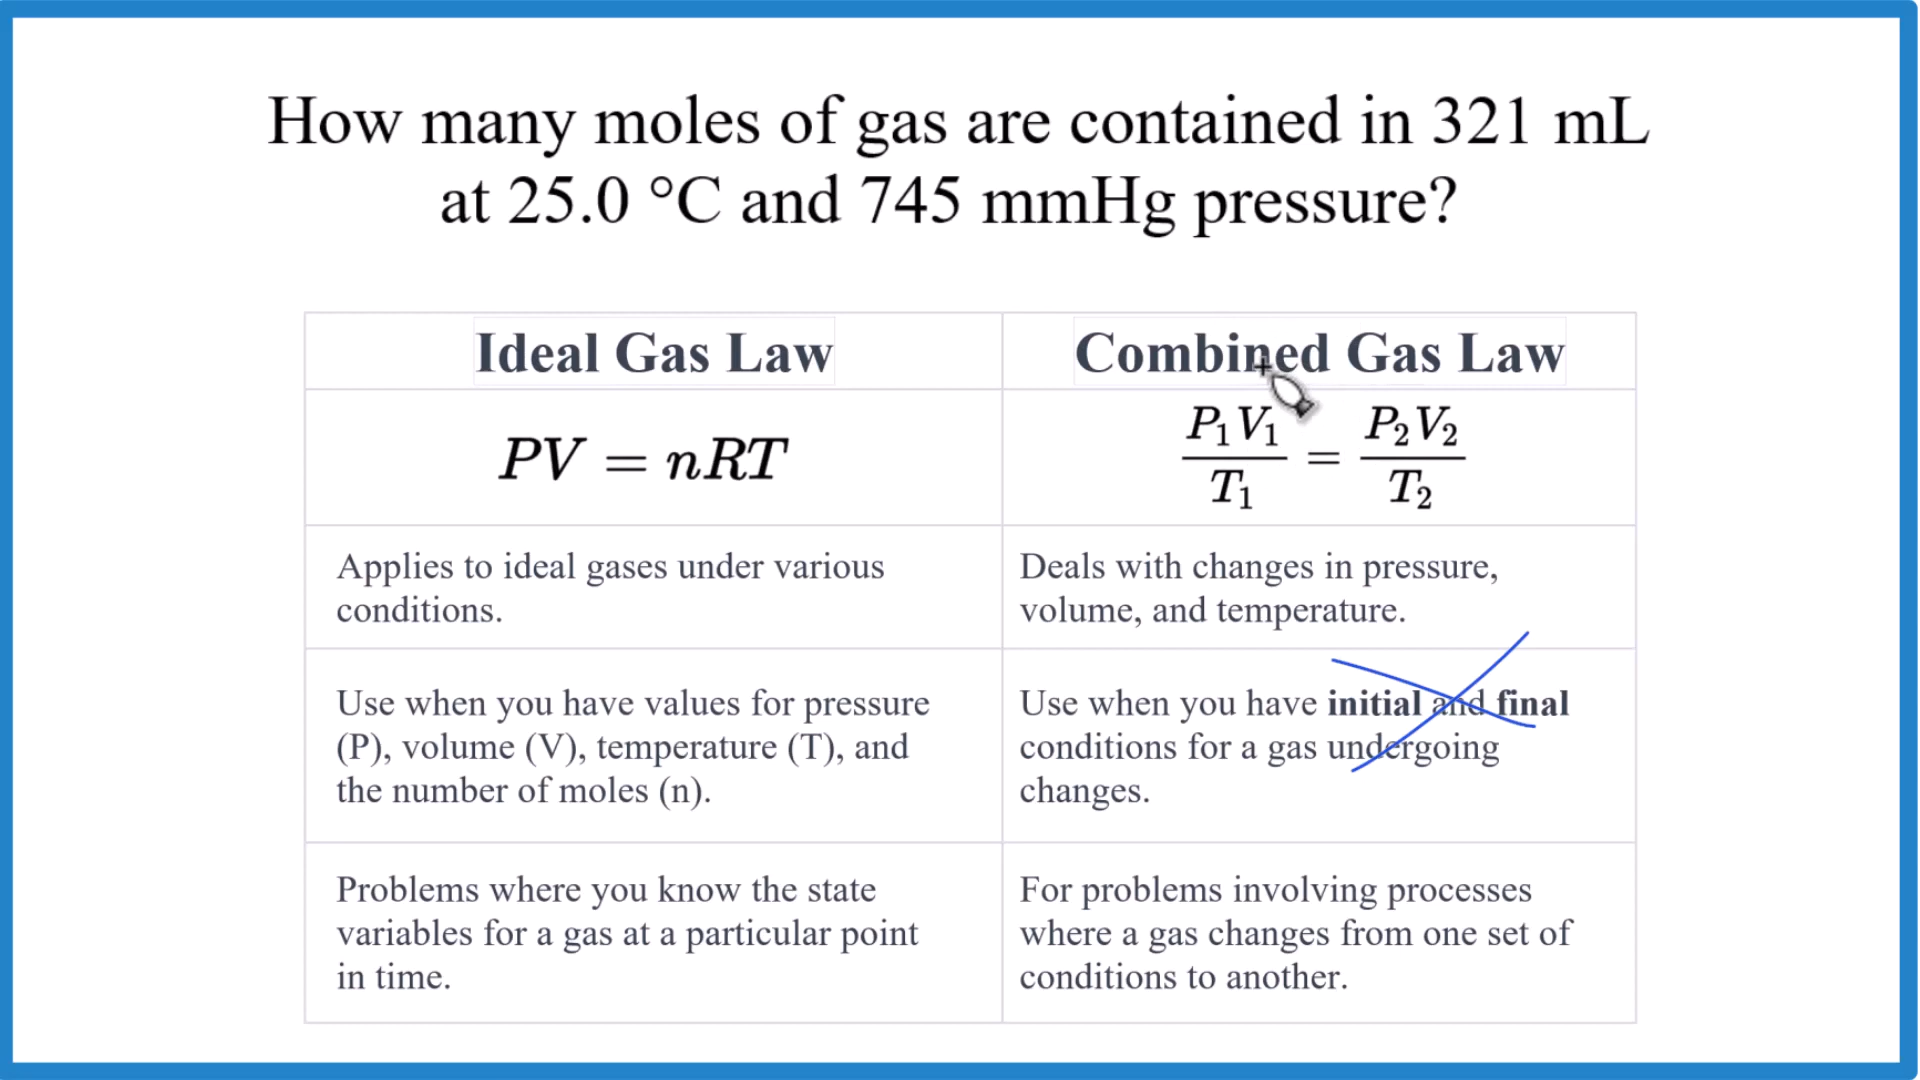 How many moles of gas are contained in 321 mL
at 25.0 °C and 745 mmHg pressure?
Ideal Gas Law
Combined Gas Law
PV = nRT
P₁V₁/T₁ = P₂V₂/T₂
Applies to ideal gases under various
conditions.
Deals with changes in pressure,
volume, and temperature.
Use when you have values for pressure
(P), volume (V), temperature (T), and
the number of moles (n).
Use when you have initial and final
conditions for a gas undergoing
changes.
Problems where you know the state
variables for a gas at a particular point
in time.
For problems involving processes
where a gas changes from one set of
conditions to another.